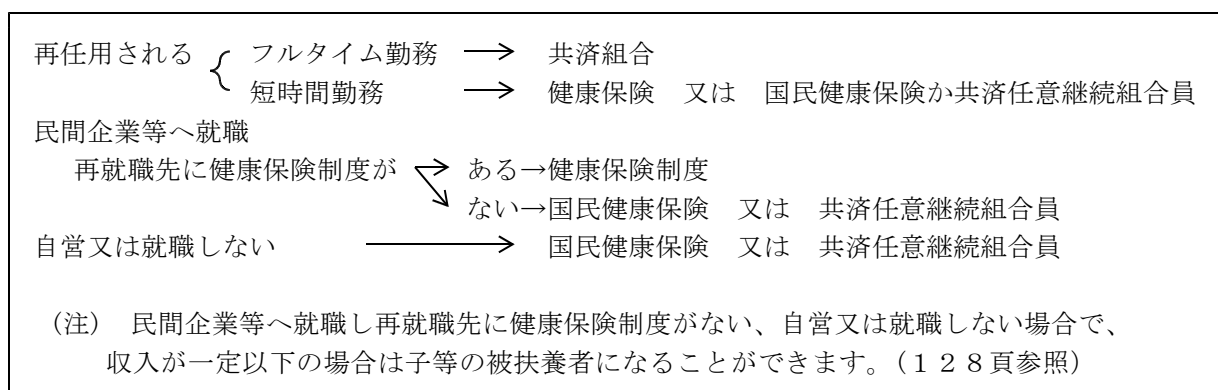 再任用される { フルタイム勤務 → 共済組合
短時間勤務 → 健康保険　又は　国民健康保険か共済任意継続組合員
民間企業等へ就職
再就職先に健康保険制度が → ある→健康保険制度
ない→国民健康保険　又は　共済任意継続組合員
自営又は就職しない → 国民健康保険　又は　共済任意継続組合員
（注）　民間企業等へ就職し再就職先に健康保険制度がない、自営又は就職しない場合で、
収入が一定以下の場合は子等の被扶養者になることができます。（１２８頁参照）